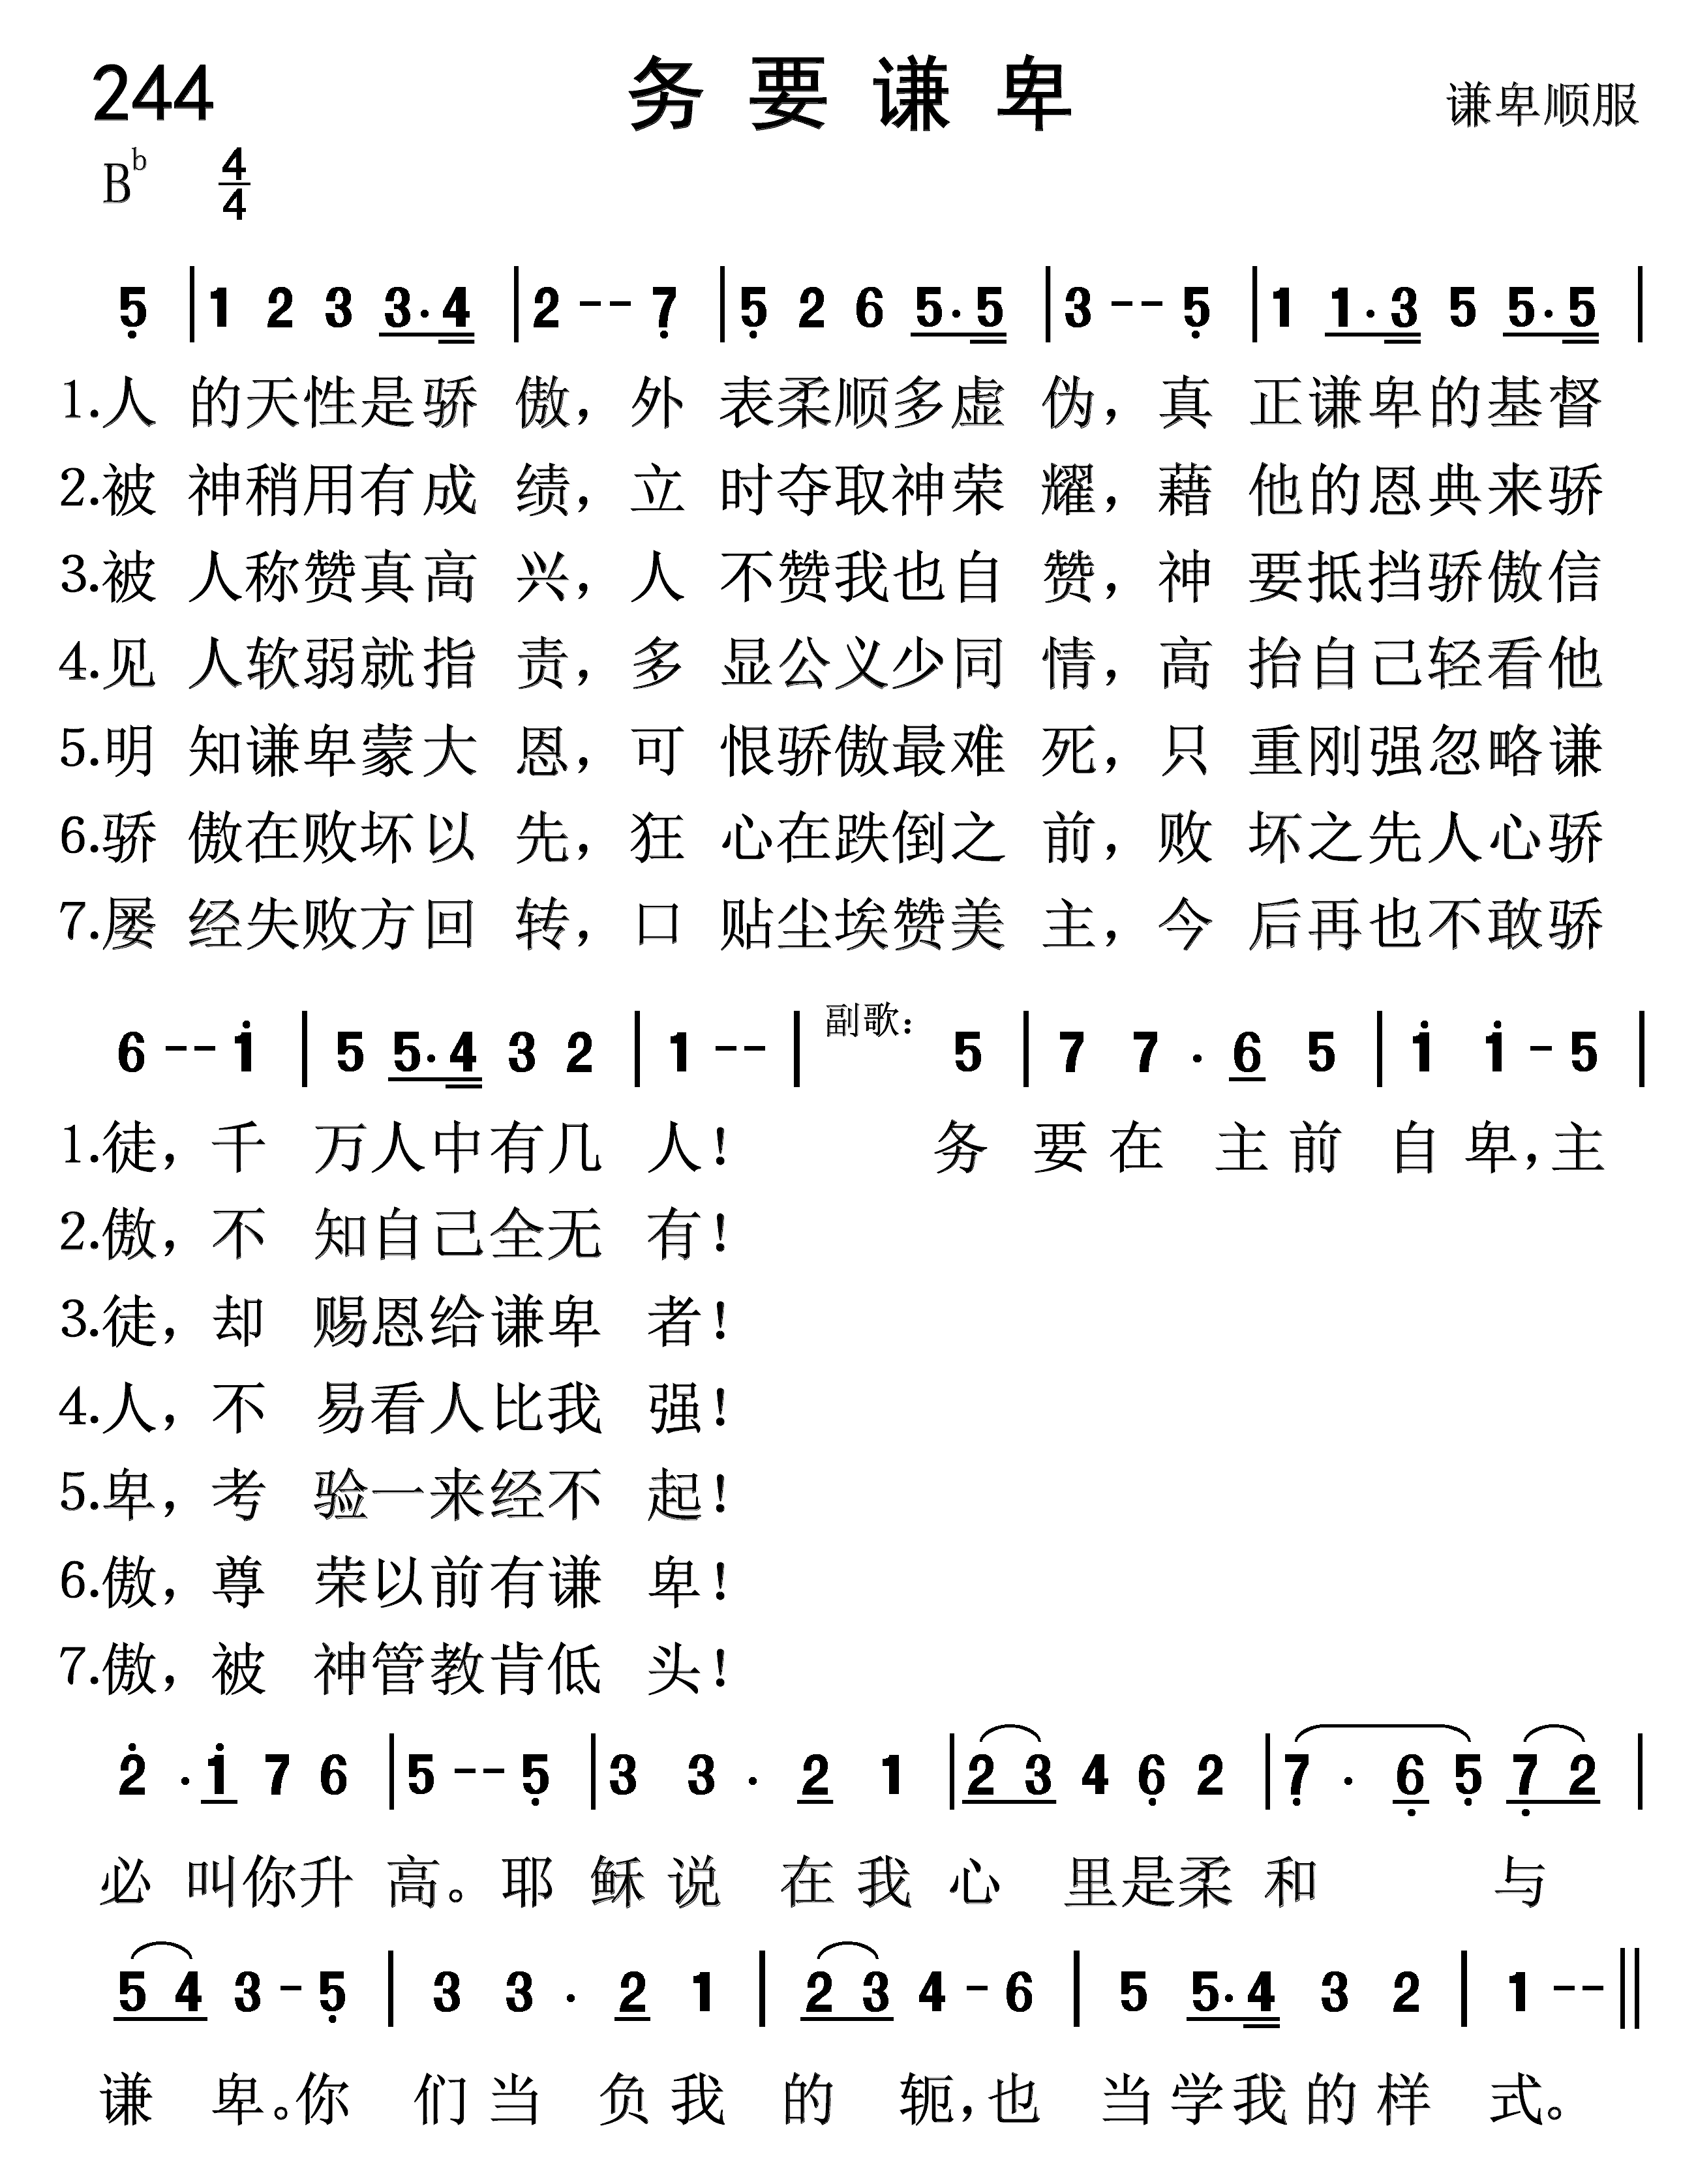 244 务要谦卑 谦卑顺服
B^b 4/4
5 | 1 2 3 3·4 | 2 - - 7 | 5 2 6 5·5 | 3 - - 5 | 1 1·3 5 5·5 |
1.人 的天性是骄 傲，外 表柔顺多虚 伪，真 正谦卑的基督
2.被 神稍用有成 绩，立 时夺取神荣 耀，藉 他的恩典来骄
3.被 人称赞真高 兴，人 不赞我也自 赞，神 要抵挡骄傲信
4.见 人软弱就指 责，多 显公义少同 情，高 抬自己轻看他
5.明 知谦卑蒙大 恩，可 恨骄傲最难 死，只 重刚强忽略谦
6.骄 傲在败坏以 先，狂 心在跌倒之 前，败 坏之先人心骄
7.屡 经失败方回 转，口 贴尘埃赞美 主，今 后再也不敢骄
6 - - 1 | 5 5·4 3 2 | 1 - - | 副歌： 5 | 7 7 · 6 5 | 1 1 - 5 |
1.徒，千 万人中有几 人！ 务 要在 主前 自卑，主
2.傲，不 知自己全无 有！
3.徒，却 赐恩给谦卑 者！
4.人，不 易看人比我 强！
5.卑，考 验一来经不 起！
6.傲，尊 荣以前有谦 卑！
7.傲，被 神管教肯低 头！
2 · 1 7 6 | 5 - - 5 | 3 3 · 2 1 | 2 3 4 6 2 | 7 · 6 5 7 2 |
必 叫你升 高。耶 稣说 在我 心 里是柔 和 与
5 4 3 - 5 | 3 3 · 2 1 | 2 3 4 - 6 | 5 5·4 3 2 | 1 - - ||
谦 卑。你 们当 负我 的 轭，也 当学我的样 式。